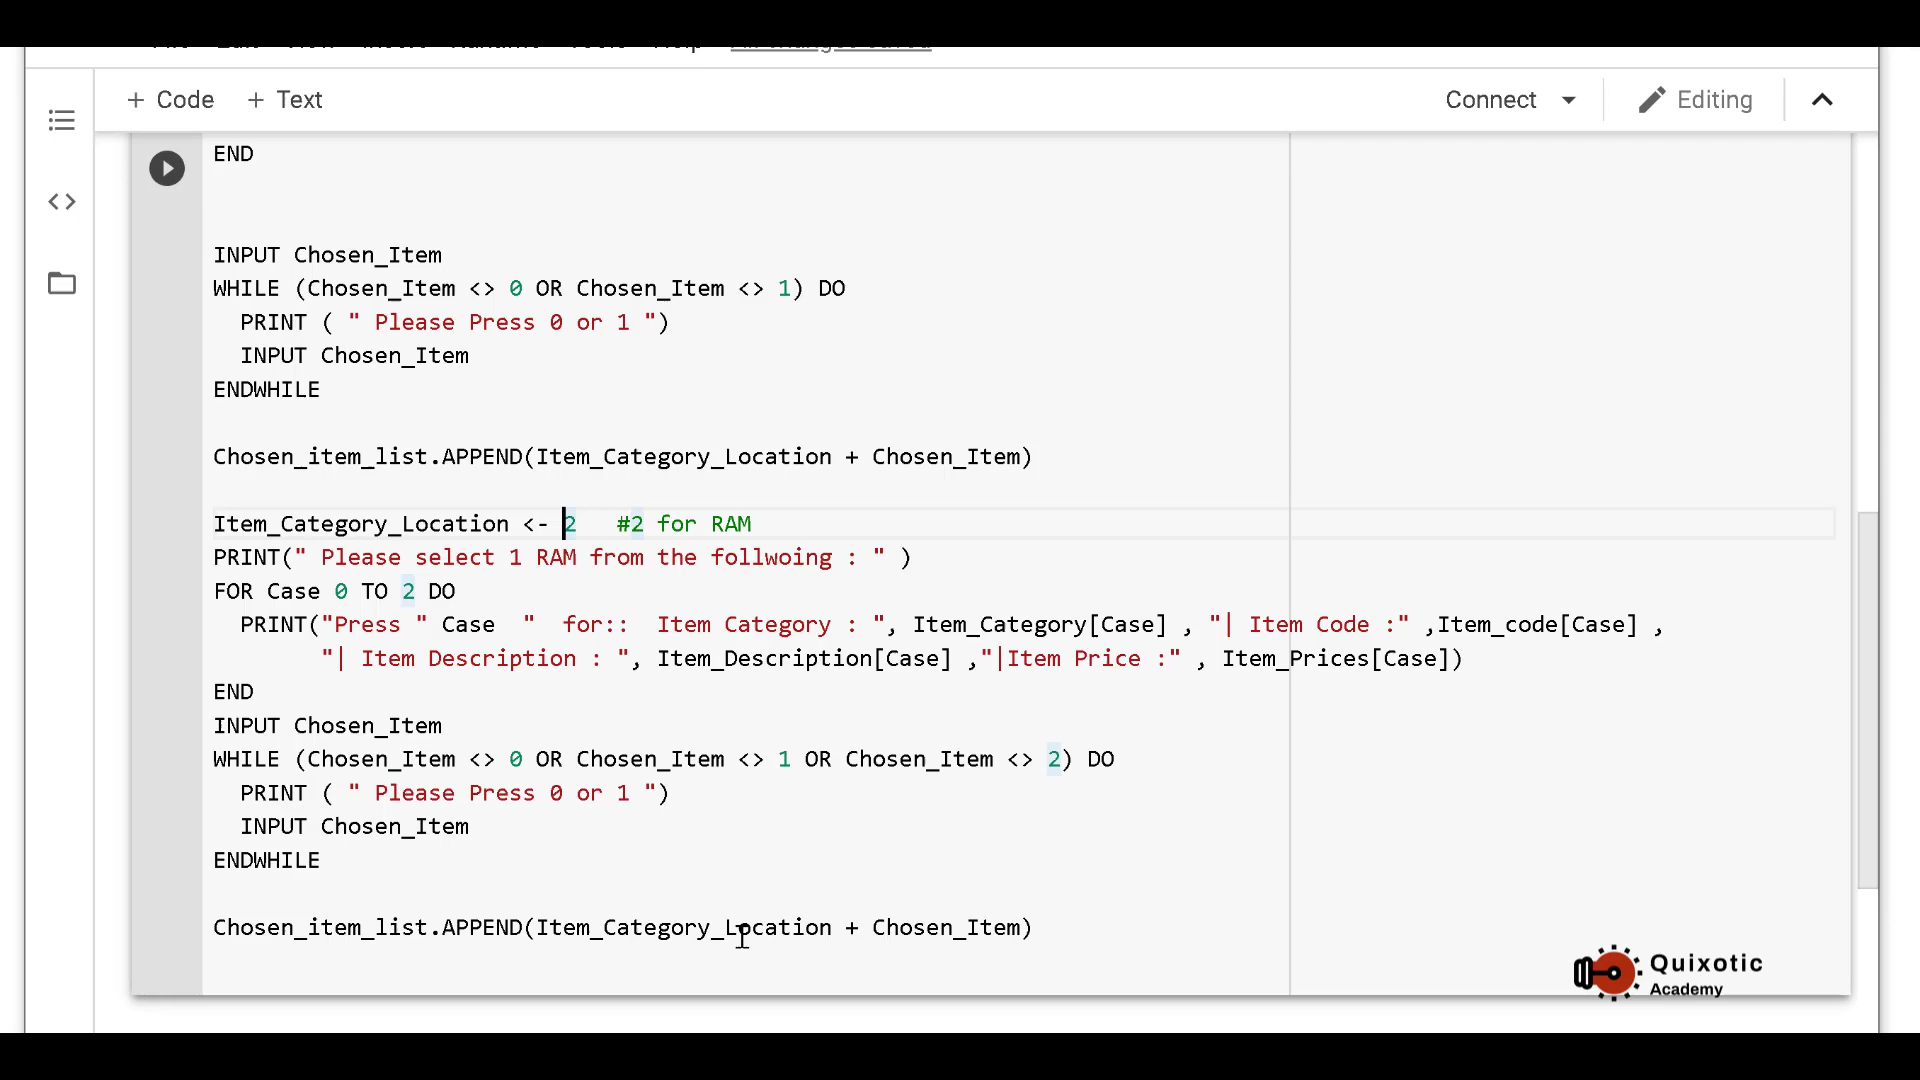 + Code + Text
Connect
Editing
END
INPUT Chosen_Item
WHILE (Chosen_Item <> 0 OR Chosen_Item <> 1) DO
PRINT ( " Please Press 0 or 1 ")
INPUT Chosen_Item
ENDWHILE
Chosen_item_list.APPEND(Item_Category_Location + Chosen_Item)
Item_Category_Location <- 2 #2 for RAM
PRINT(" Please select 1 RAM from the follwoing : " )
FOR Case 0 TO 2 DO
PRINT("Press " Case " for:: Item Category : ", Item_Category[Case] , "| Item Code :" ,Item_code[Case] ,
"| Item Description : ", Item_Description[Case] ,"|Item Price :" , Item_Prices[Case])
END
INPUT Chosen_Item
WHILE (Chosen_Item <> 0 OR Chosen_Item <> 1 OR Chosen_Item <> 2) DO
PRINT ( " Please Press 0 or 1 ")
INPUT Chosen_Item
ENDWHILE
Chosen_item_list.APPEND(Item_Category_Location + Chosen_Item)
Quixotic
Academy